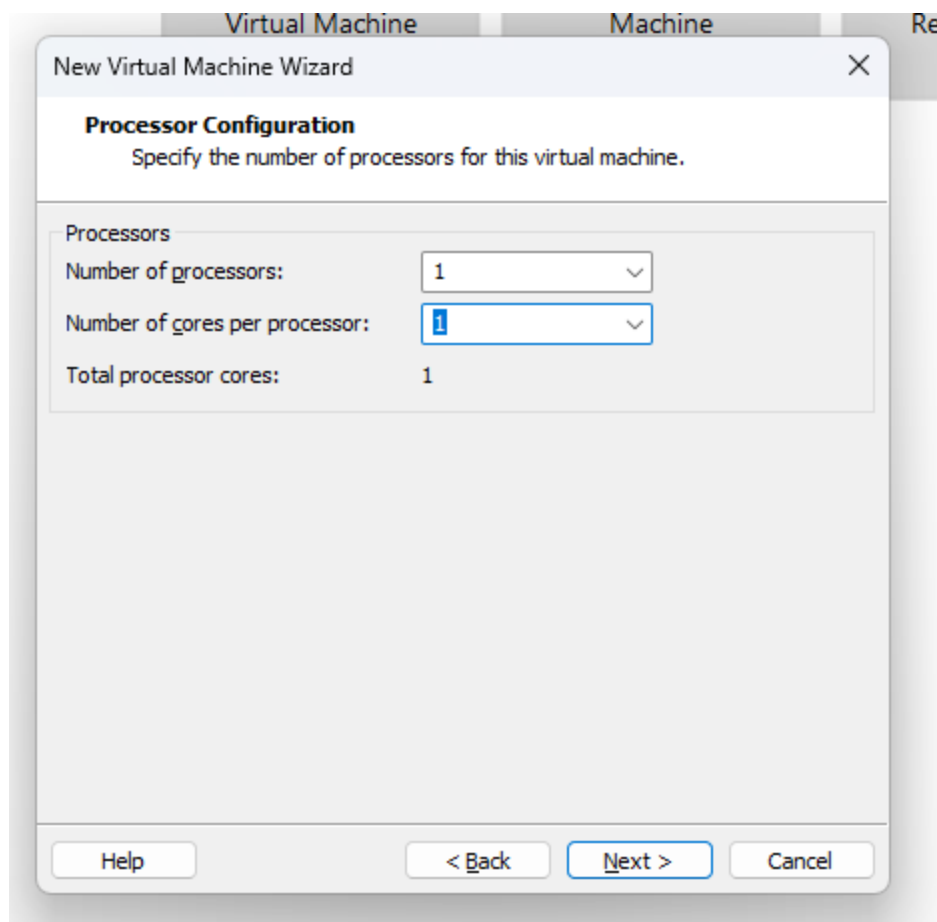 Virtual Machine Machine Re
New Virtual Machine Wizard
Processor Configuration
Specify the number of processors for this virtual machine.
Processors
Number of processors: 1
Number of cores per processor: 1
Total processor cores: 1
Help < Back Next > Cancel